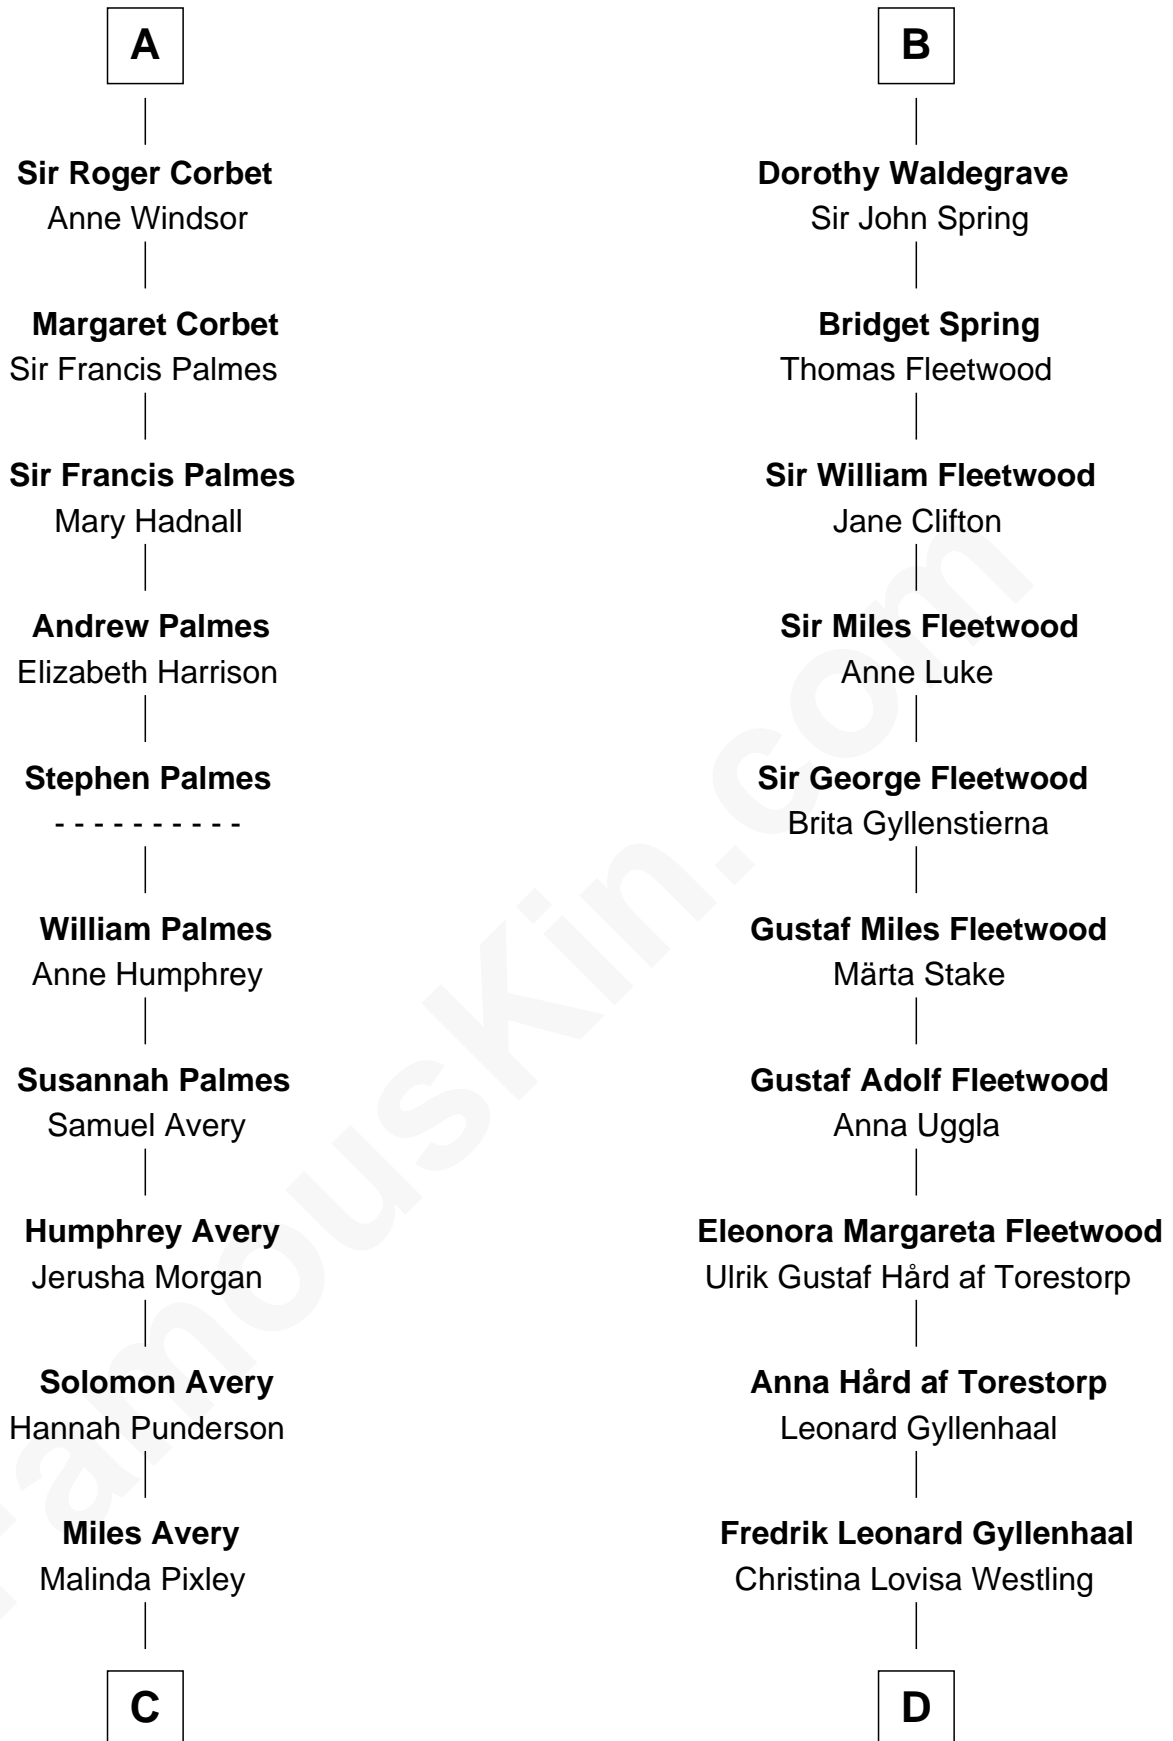 A
Sir Roger Corbet
Anne Windsor
Margaret Corbet
Sir Francis Palmes
Sir Francis Palmes
Mary Hadnall
Andrew Palmes
Elizabeth Harrison
Stephen Palmes
- - - - - - - - - -
William Palmes
Anne Humphrey
Susannah Palmes
Samuel Avery
Humphrey Avery
Jerusha Morgan
Solomon Avery
Hannah Punderson
Miles Avery
Malinda Pixley
C
B
Dorothy Waldegrave
Sir John Spring
Bridget Spring
Thomas Fleetwood
Sir William Fleetwood
Jane Clifton
Sir Miles Fleetwood
Anne Luke
Sir George Fleetwood
Brita Gyllenstierna
Gustaf Miles Fleetwood
Märta Stake
Gustaf Adolf Fleetwood
Anna Uggla
Eleonora Margareta Fleetwood
Ulrik Gustaf Hård af Torestorp
Anna Hård af Torestorp
Leonard Gyllenhaal
Fredrik Leonard Gyllenhaal
Christina Lovisa Westling
D
FamousKin.com